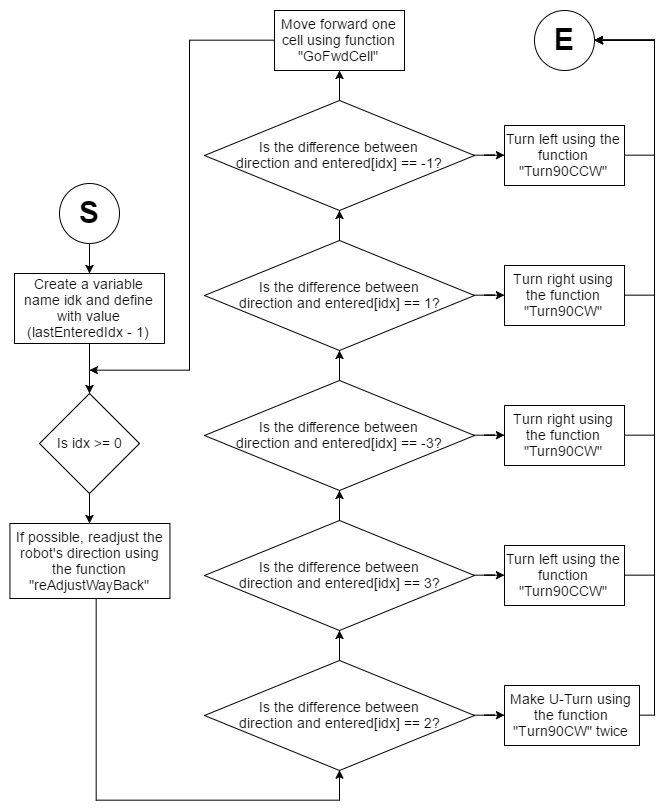 S
Create a variable
name idk and define
with value
(lastEnteredIdx - 1)
Is idx >= 0
If possible, readjust the
robot's direction using
the function
"reAdjustWayBack"
Move forward one
cell using function
"GoFwdCell"
E
Is the difference between
direction and entered[idx] == -1?
Turn left using the
function
"Turn90CCW"
Is the difference between
direction and entered[idx] == 1?
Turn right using
the function
"Turn90CW"
Is the difference between
direction and entered[idx] == -3?
Turn right using
the function
"Turn90CW"
Is the difference between
direction and entered[idx] == 3?
Turn left using the
function
"Turn90CCW"
Is the difference between
direction and entered[idx] == 2?
Make U-Turn using
the function
"Turn90CW" twice